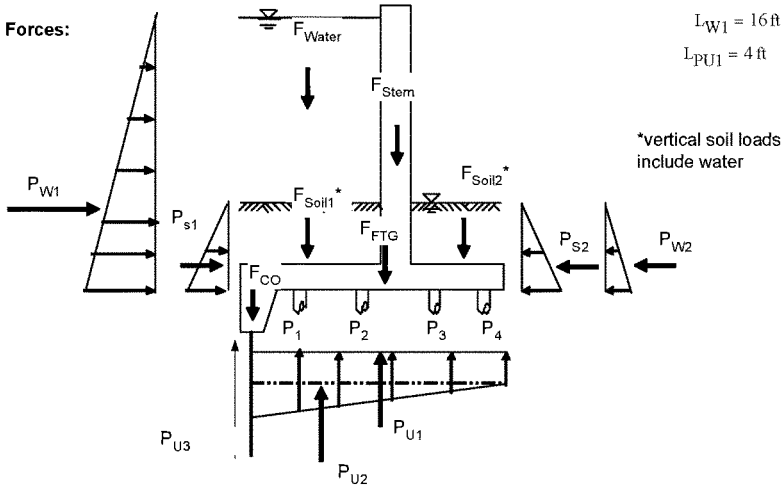 Forces:
L_W1 = 16 ft
L_PU1 = 4 ft
F_Water
F_Stem
*vertical soil loads
include water
F_Soil1*
F_Soil2*
P_W1
P_s1
F_FTG
P_S2
P_W2
F_CO
P_1
P_2
P_3
P_4
P_U1
P_U3
P_U2